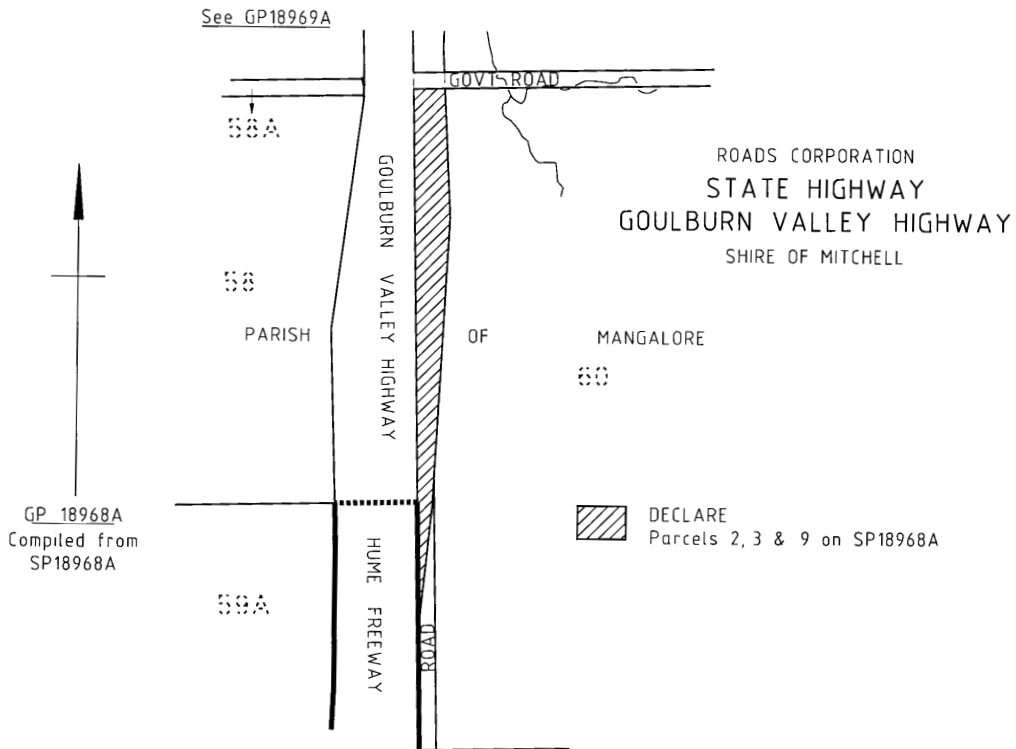 See GP18969A
GOVT ROAD
58A
ROADS CORPORATION
STATE HIGHWAY
GOULBURN VALLEY HIGHWAY
SHIRE OF MITCHELL
GOULBURN VALLEY HIGHWAY
58
PARISH OF MANGALORE
60
GP 18968A
Compiled from
SP18968A
DECLARE
Parcels 2, 3 & 9 on SP18968A
HUME FREEWAY
59A
ROAD